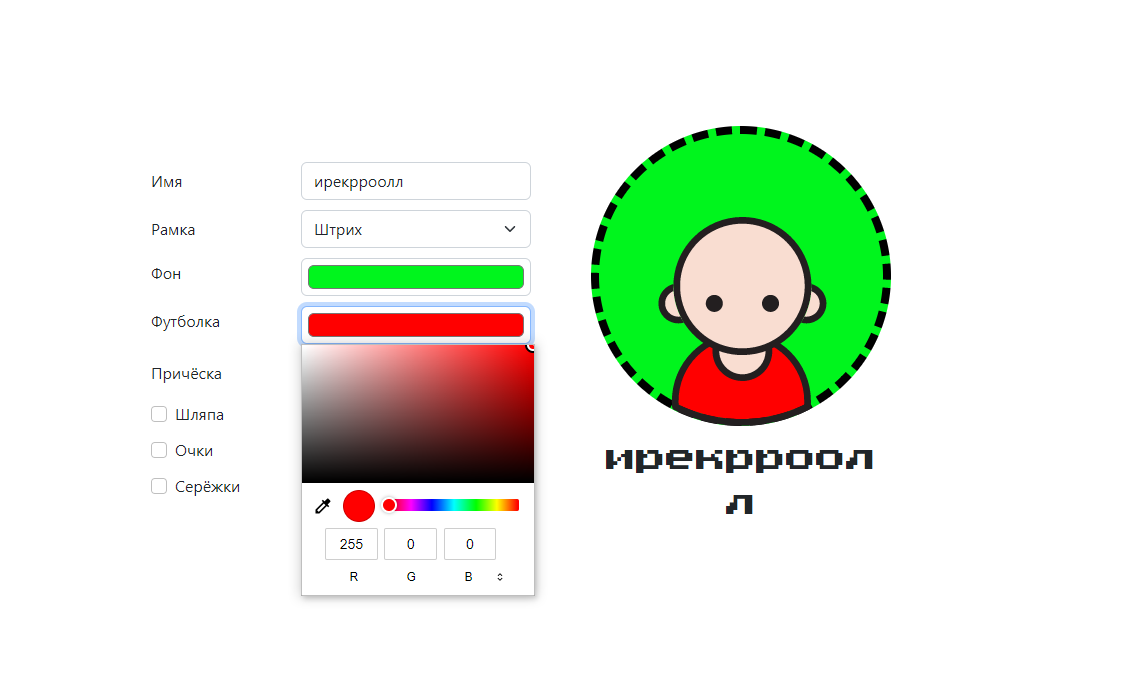 Имя
ирекрроолл
Рамка
Штрих
Фон
Футболка
Причёска
Шляпа
Очки
Серёжки
255 0 0
R G B
ирекрроол
л